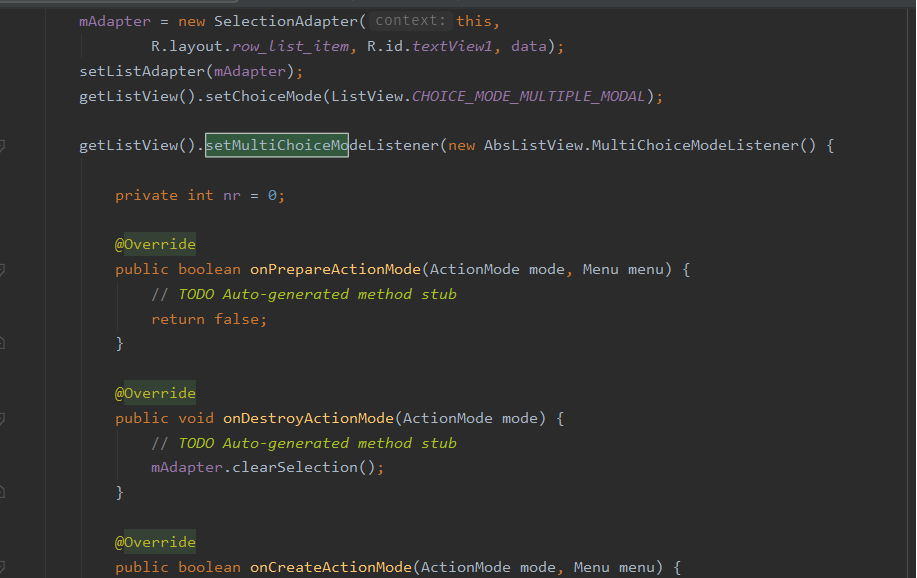 mAdapter = new SelectionAdapter( context: this,
R.layout.row_list_item, R.id.textView1, data);
setListAdapter(mAdapter);
getListView().setChoiceMode(ListView.CHOICE_MODE_MULTIPLE_MODAL);
getListView().setMultiChoiceModeListener(new AbsListView.MultiChoiceModeListener() {
private int nr = 0;
@Override
public boolean onPrepareActionMode(ActionMode mode, Menu menu) {
// TODO Auto-generated method stub
return false;
}
@Override
public void onDestroyActionMode(ActionMode mode) {
// TODO Auto-generated method stub
mAdapter.clearSelection();
}
@Override
public boolean onCreateActionMode(ActionMode mode, Menu menu) {